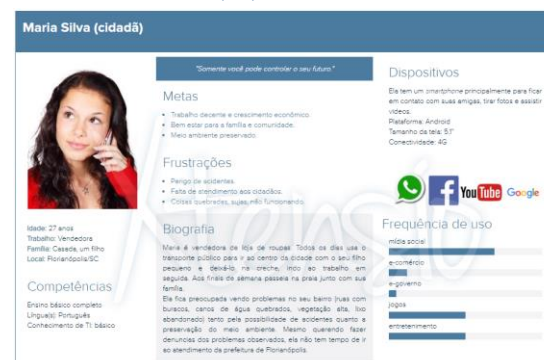 Maria Silva (cidadã)
"Somente você pode controlar o seu futuro."
Metas
• Trabalho decente e crescimento econômico.
• Bem estar para a família e comunidade.
• Meio ambiente preservado.
Frustrações
• Perigo de acidentes.
• Falta de atendimento aos cidadãos.
• Coisas quebradas, sujas, não funcionando.
Biografia
Maria é vendedora de loja de roupas. Todos os dias usa o
transporte público para ir ao centro da cidade com o seu filho
pequeno e deixá-lo na creche, indo ao trabalho em
seguida. Aos finais de semana passeia na praia junto com sua
família.
Ela fica preocupada vendo problemas no seu bairro (ruas com
buracos, canos de água quebrados, vegetação alta, lixo
abandonado) tanto pela possibilidade de acidentes quanto a
preservação do meio ambiente. Mesmo querendo fazer
denuncias dos problemas observados, ela não tem tempo de ir
ao atendimento da prefeitura de Florianópolis.
Idade: 27 anos
Trabalho: Vendedora
Família: Casada, um filho
Local: Florianópolis/SC
Competências
Ensino básico completo
Língua(s): Português
Conhecimento de TI: básico
Dispositivos
Ela tem um smartphone principalmente para ficar
em contato com suas amigas, tirar fotos e assistir
vídeos.
Plataforma: Android
Tamanho da tela: 5.1"
Conectividade: 4G
f You Tube Google
Frequência de uso
mídia social
e-comércio
e-governo
jogos
entretenimento